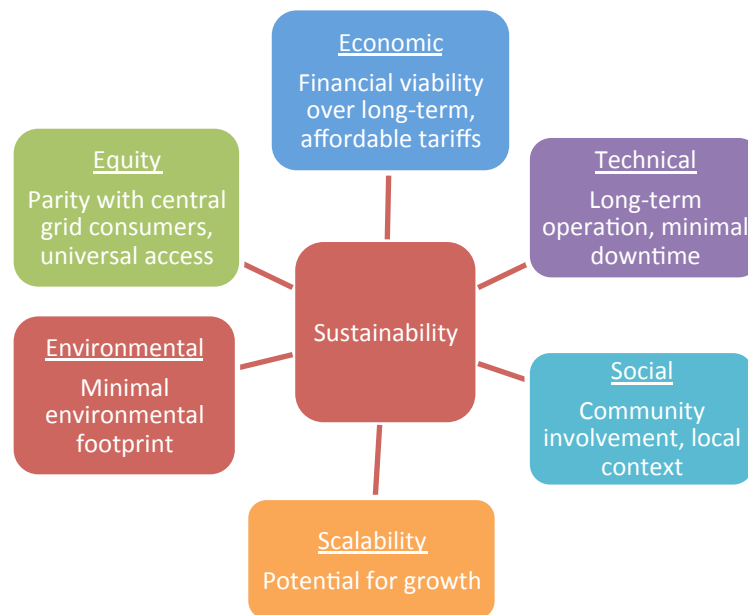 Economic
Financial viability
over long-term,
affordable tariffs
Equity
Parity with central
grid consumers,
universal access
Technical
Long-term
operation, minimal
downtime
Sustainability
Environmental
Minimal
environmental
footprint
Social
Community
involvement, local
context
Scalability
Potential for growth